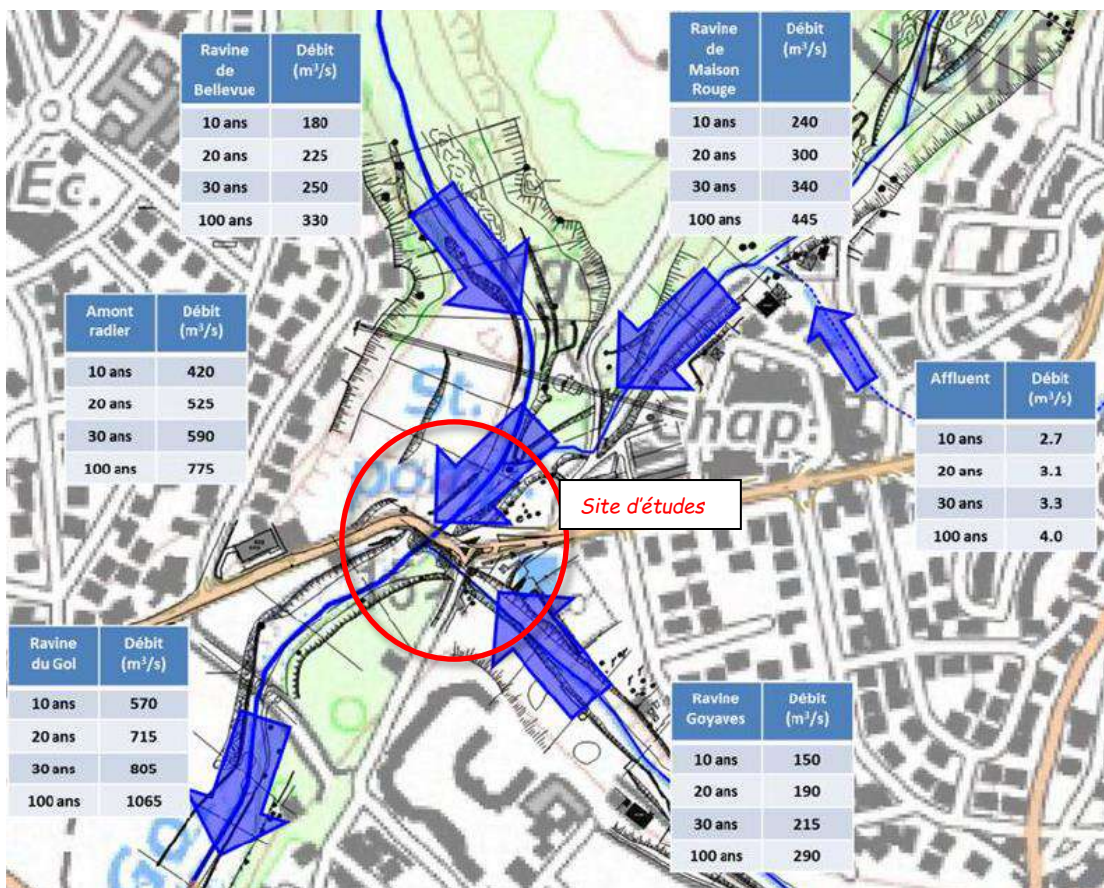 Ravine de Bellevue Débit (m³/s)
10 ans 180
20 ans 225
30 ans 250
100 ans 330
Ravine de Maison Rouge Débit (m³/s)
10 ans 240
20 ans 300
30 ans 340
100 ans 445
Ec.
Amont radier Débit (m³/s)
10 ans 420
20 ans 525
30 ans 590
100 ans 775
St.
Chap.
Affluent Débit (m³/s)
10 ans 2.7
20 ans 3.1
30 ans 3.3
100 ans 4.0
Site d'études
Ravine du Gol Débit (m³/s)
10 ans 570
20 ans 715
30 ans 805
100 ans 1065
Ravine Goyaves Débit (m³/s)
10 ans 150
20 ans 190
30 ans 215
100 ans 290